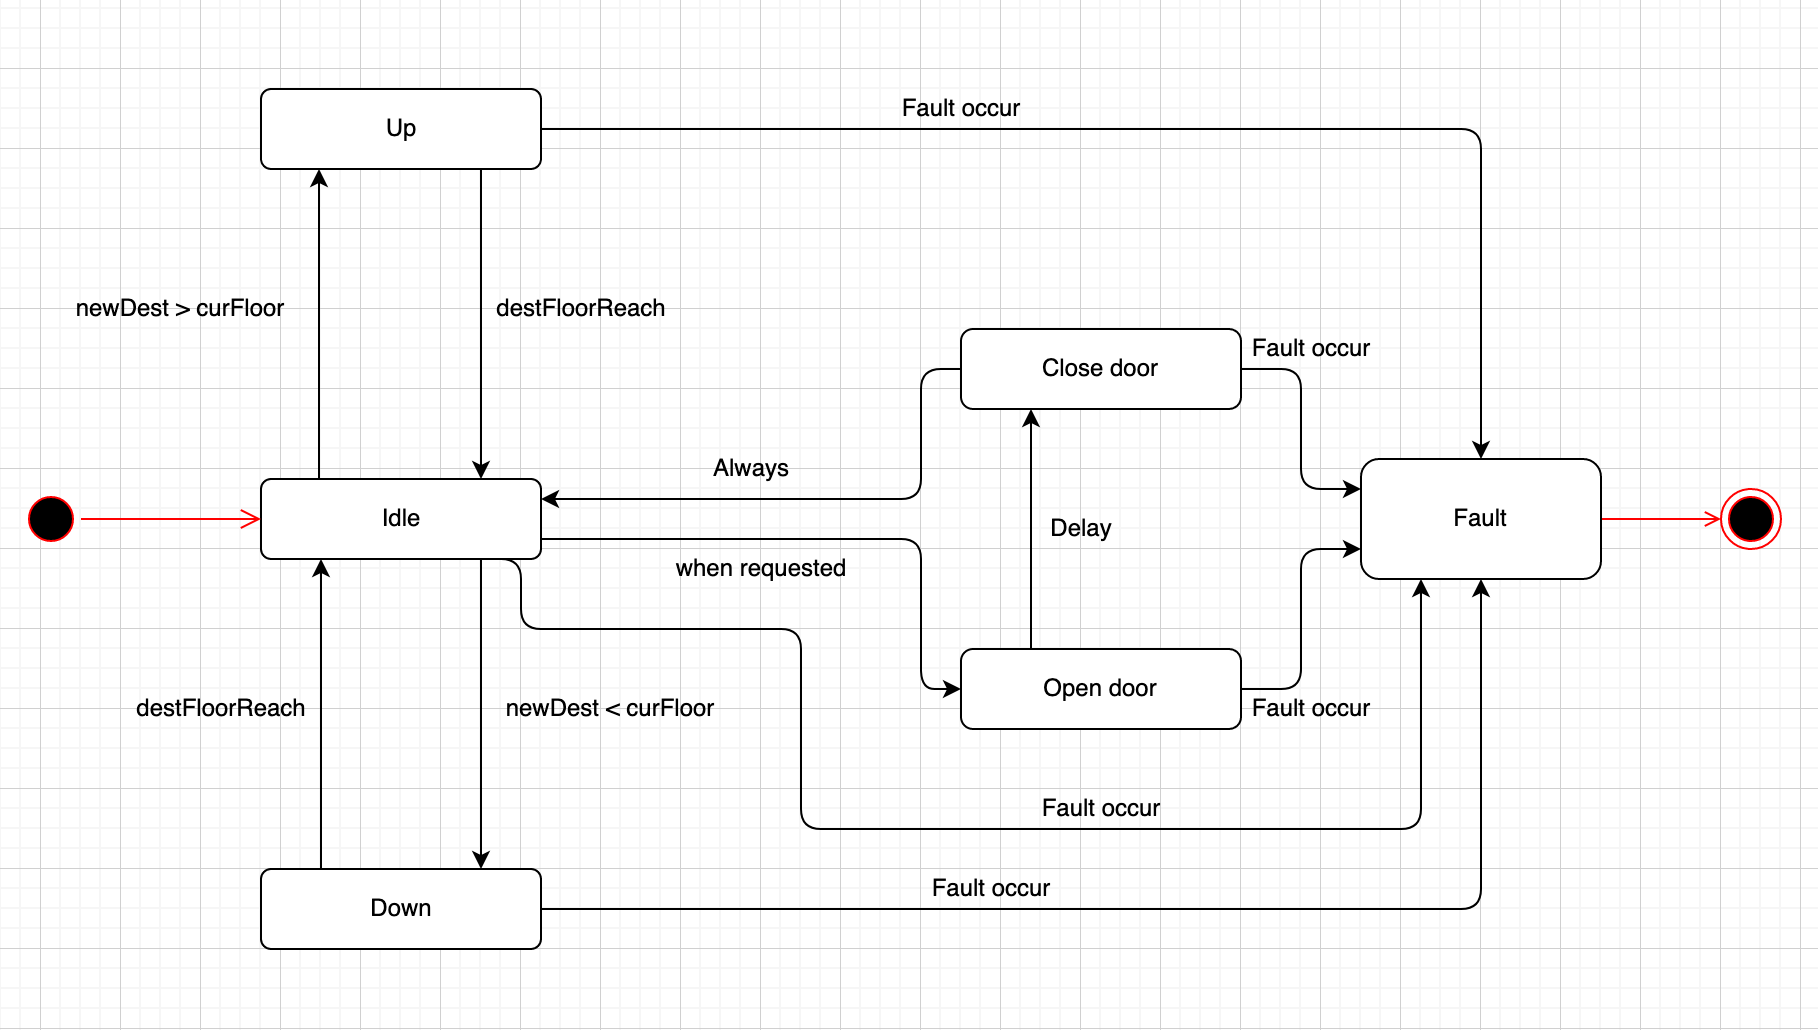 Fault occur
Up
newDest > curFloor
destFloorReach
Close door
Fault occur
Always
Idle
Delay
Fault
when requested
Open door
destFloorReach
newDest < curFloor
Fault occur
Fault occur
Fault occur
Down